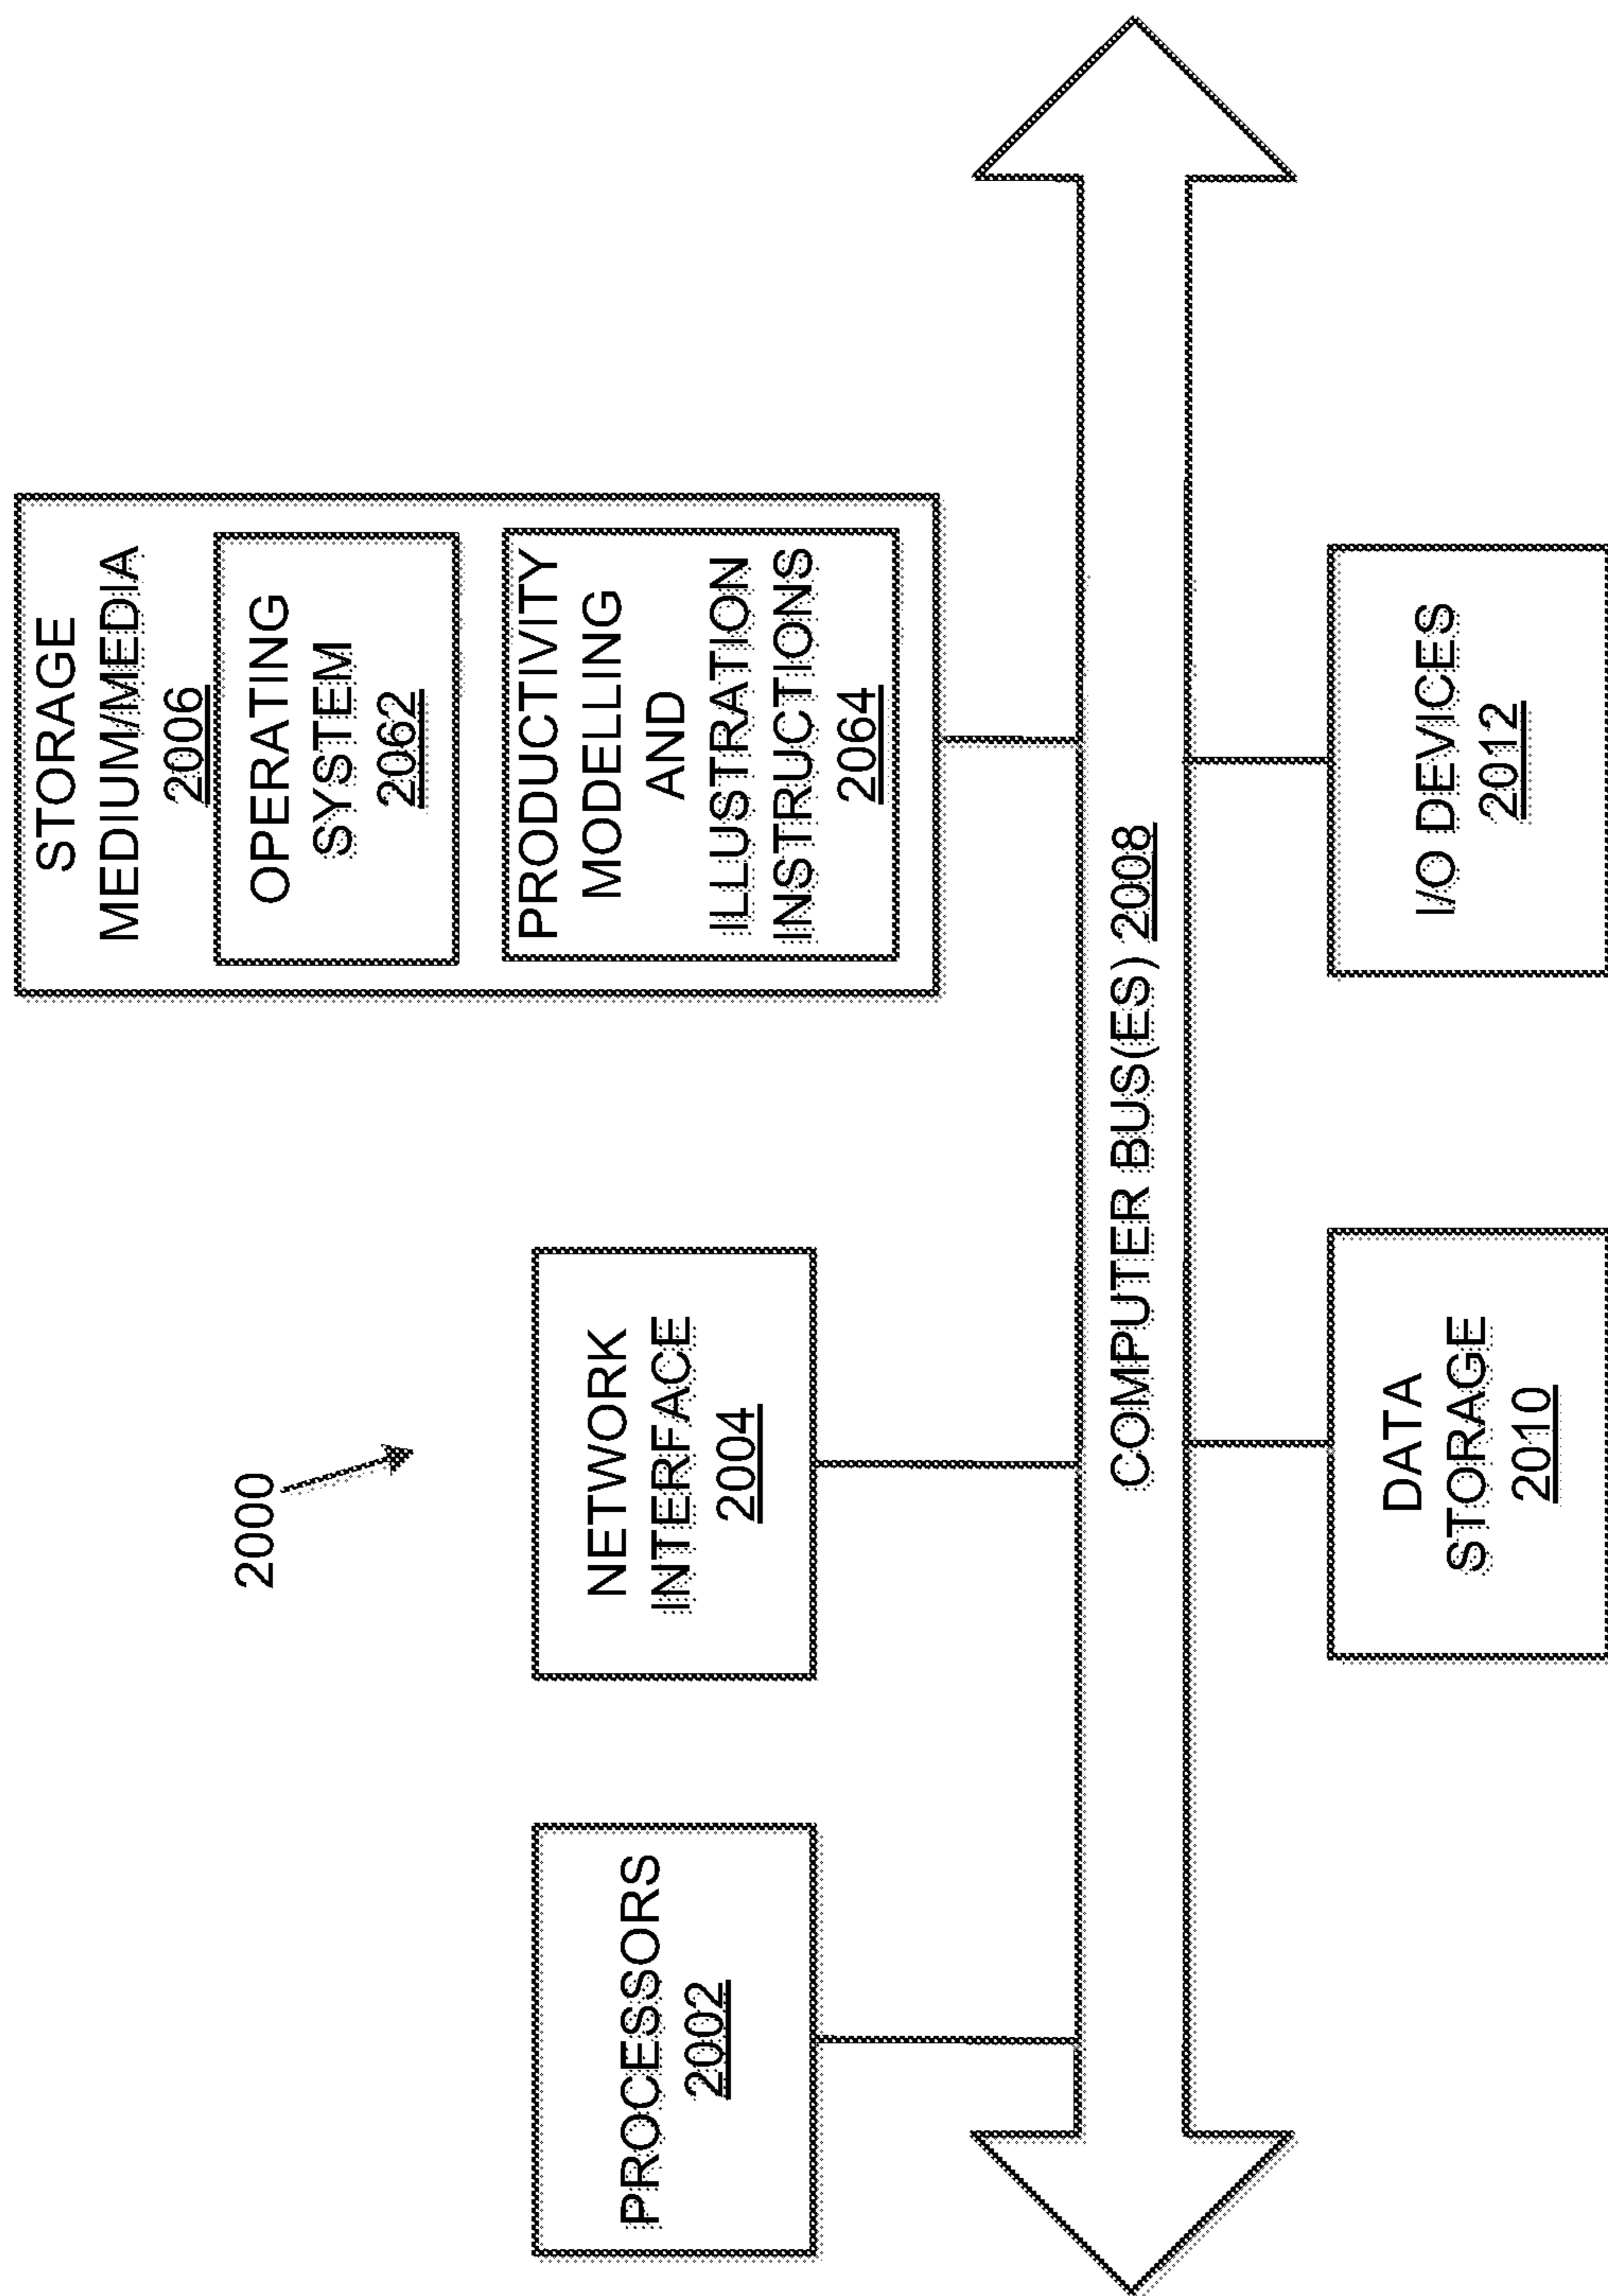 2000
PROCESSORS
2002
NETWORK
INTERFACE
2004
STORAGE
MEDIUM/MEDIA
2006
OPERATING
SYSTEM
2062
PRODUCTIVITY
MODELLING
AND
ILLUSTRATION
INSTRUCTIONS
2064
COMPUTER BUS(ES) 2008
DATA
STORAGE
2010
I/O DEVICES
2012